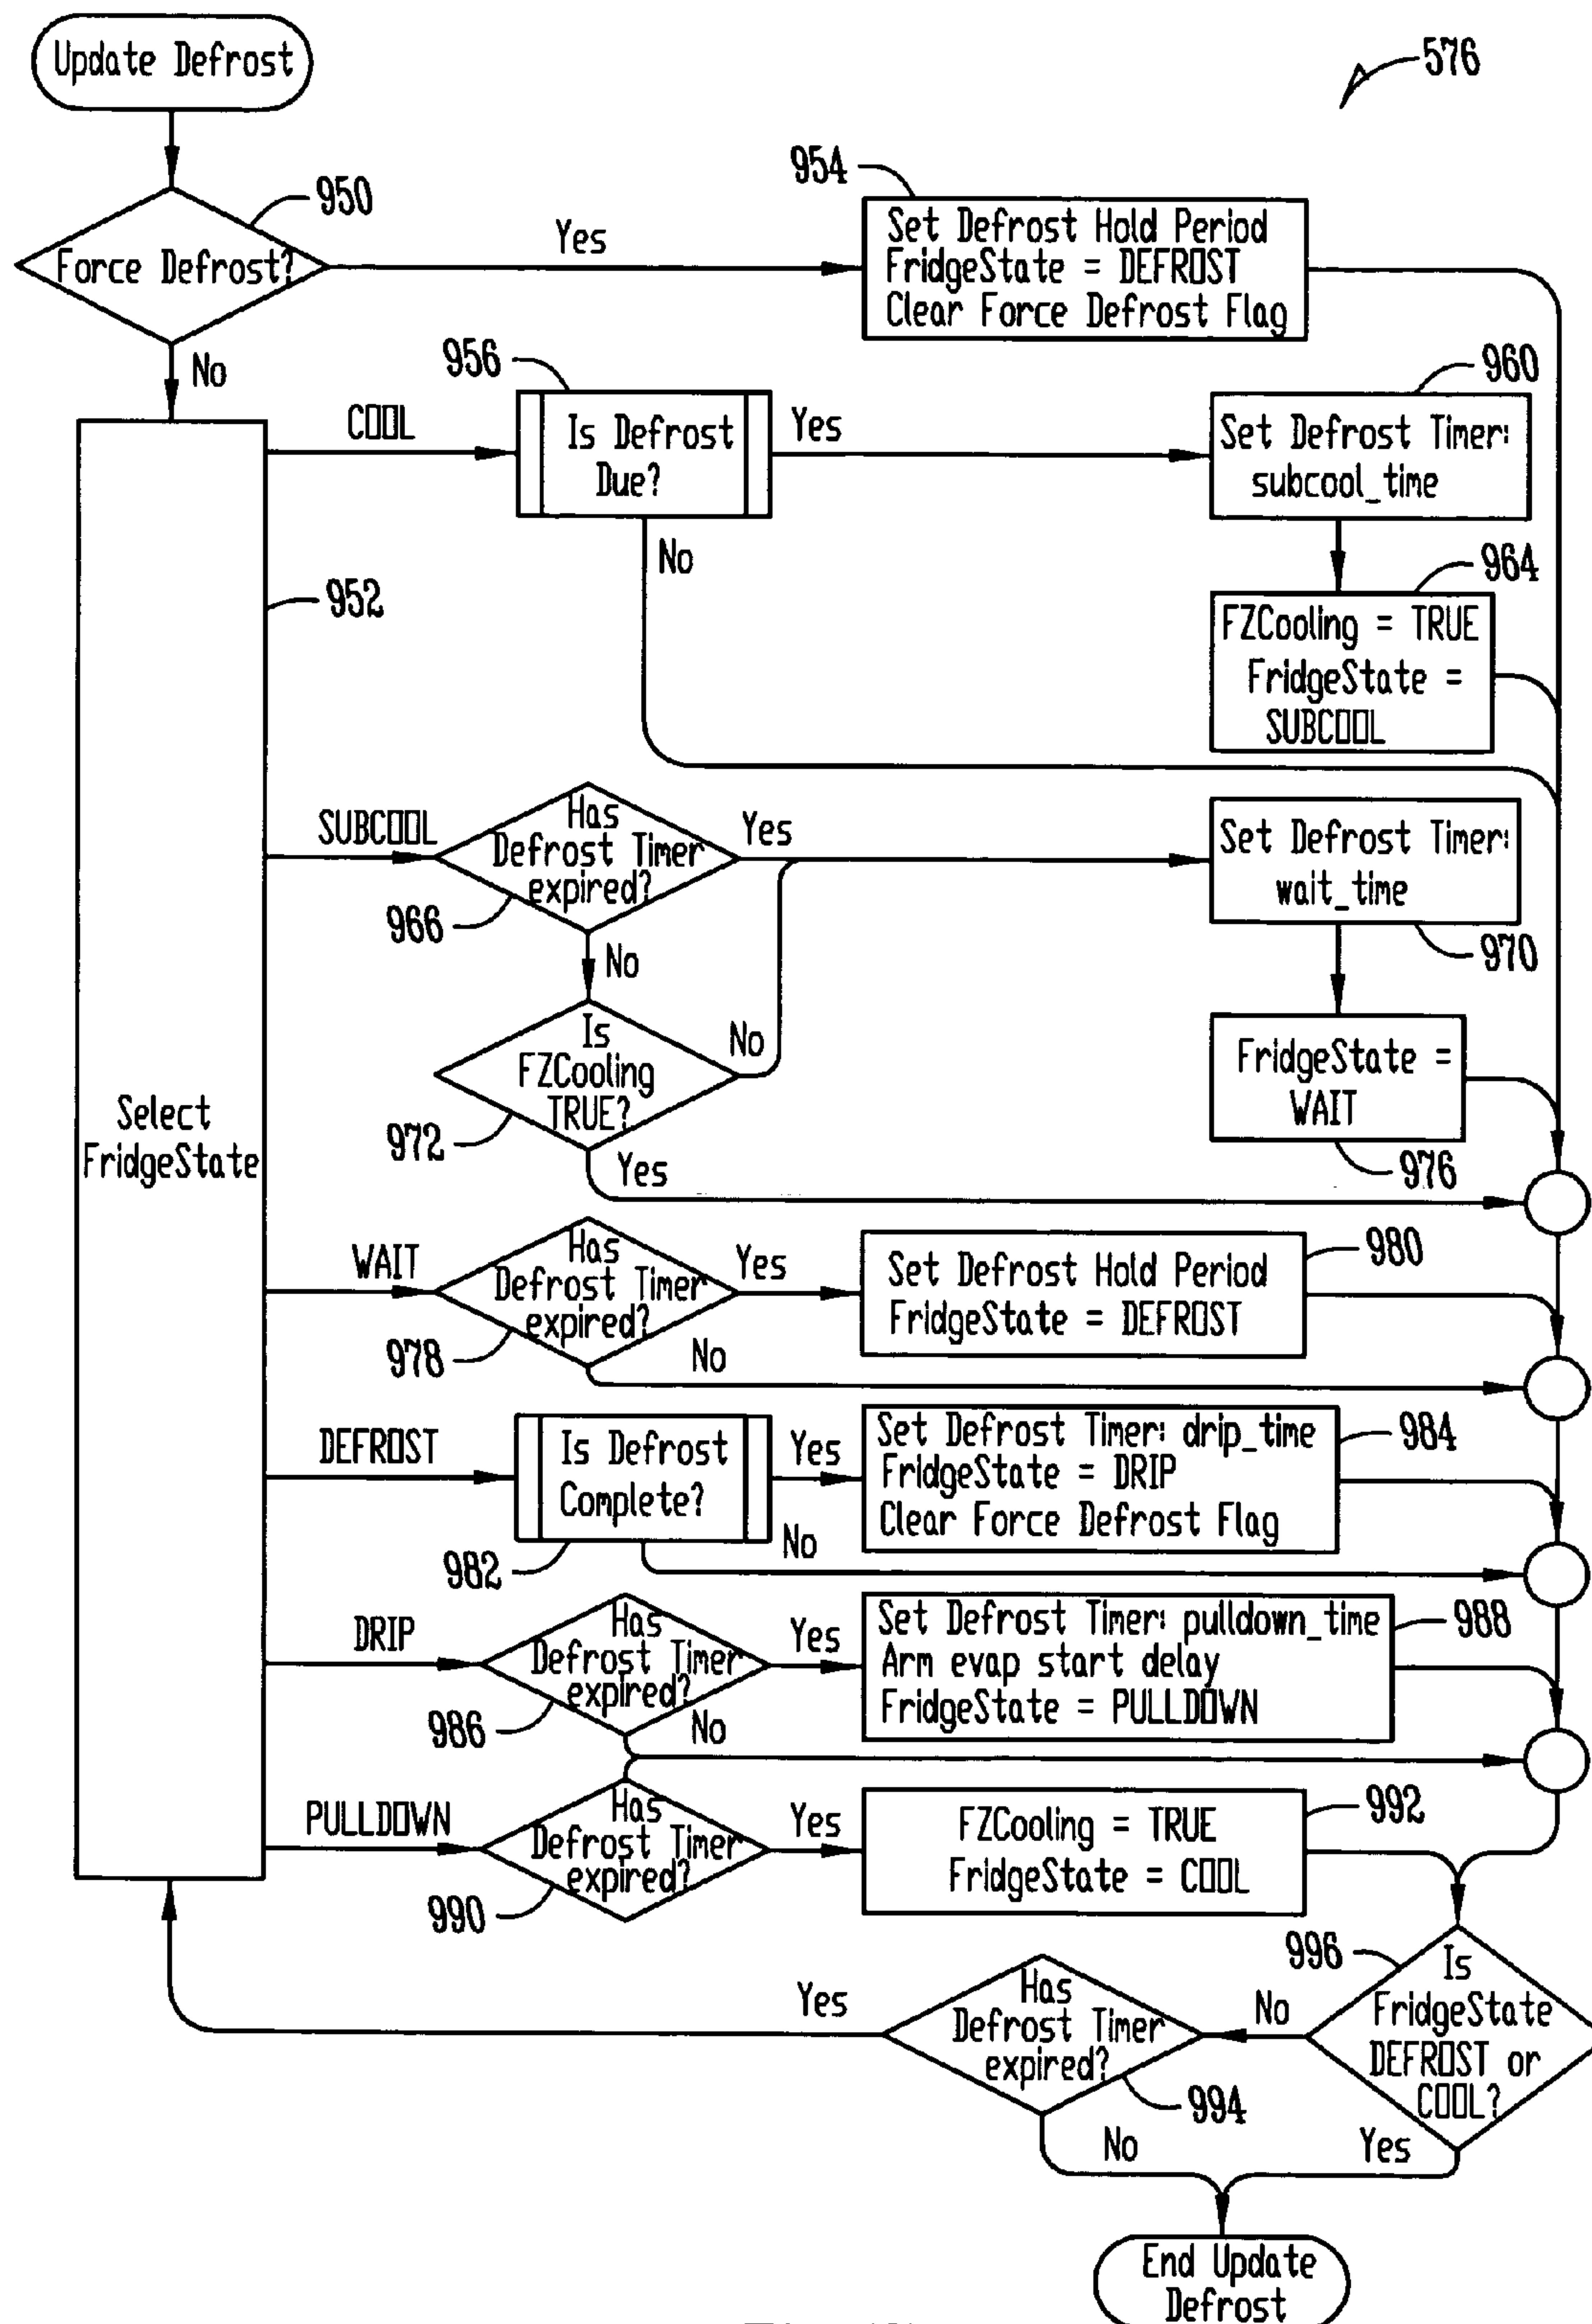 Update Defrost
576
950
954
Force Defrost?
Yes
Set Defrost Hold Period
FridgeState = DEFROST
Clear Force Defrost Flag
No
956
960
COOL
Is Defrost
Due?
Yes
Set Defrost Timer:
subcool_time
No
952
964
FZCooling = TRUE
FridgeState =
SUBCOOL
SUBCOOL
Has
Defrost Timer
expired?
Yes
966
Set Defrost Timer:
wait_time
970
No
Is
FZCooling
TRUE?
No
972
Yes
FridgeState =
WAIT
976
Select
FridgeState
WAIT
Has
Defrost Timer
expired?
Yes
978
No
Set Defrost Hold Period
FridgeState = DEFROST
980
DEFROST
Is Defrost
Complete?
Yes
982
No
Set Defrost Timer: drip_time
FridgeState = DRIP
Clear Force Defrost Flag
984
DRIP
Has
Defrost Timer
expired?
Yes
986
No
Set Defrost Timer: pulldown_time
Arm evap start delay
FridgeState = PULLDOWN
988
PULLDOWN
Has
Defrost Timer
expired?
Yes
990
FZCooling = TRUE
FridgeState = COOL
992
996
Is
FridgeState
DEFROST or
COOL?
No
Yes
Has
Defrost Timer
expired?
994
Yes
No
End Update
Defrost